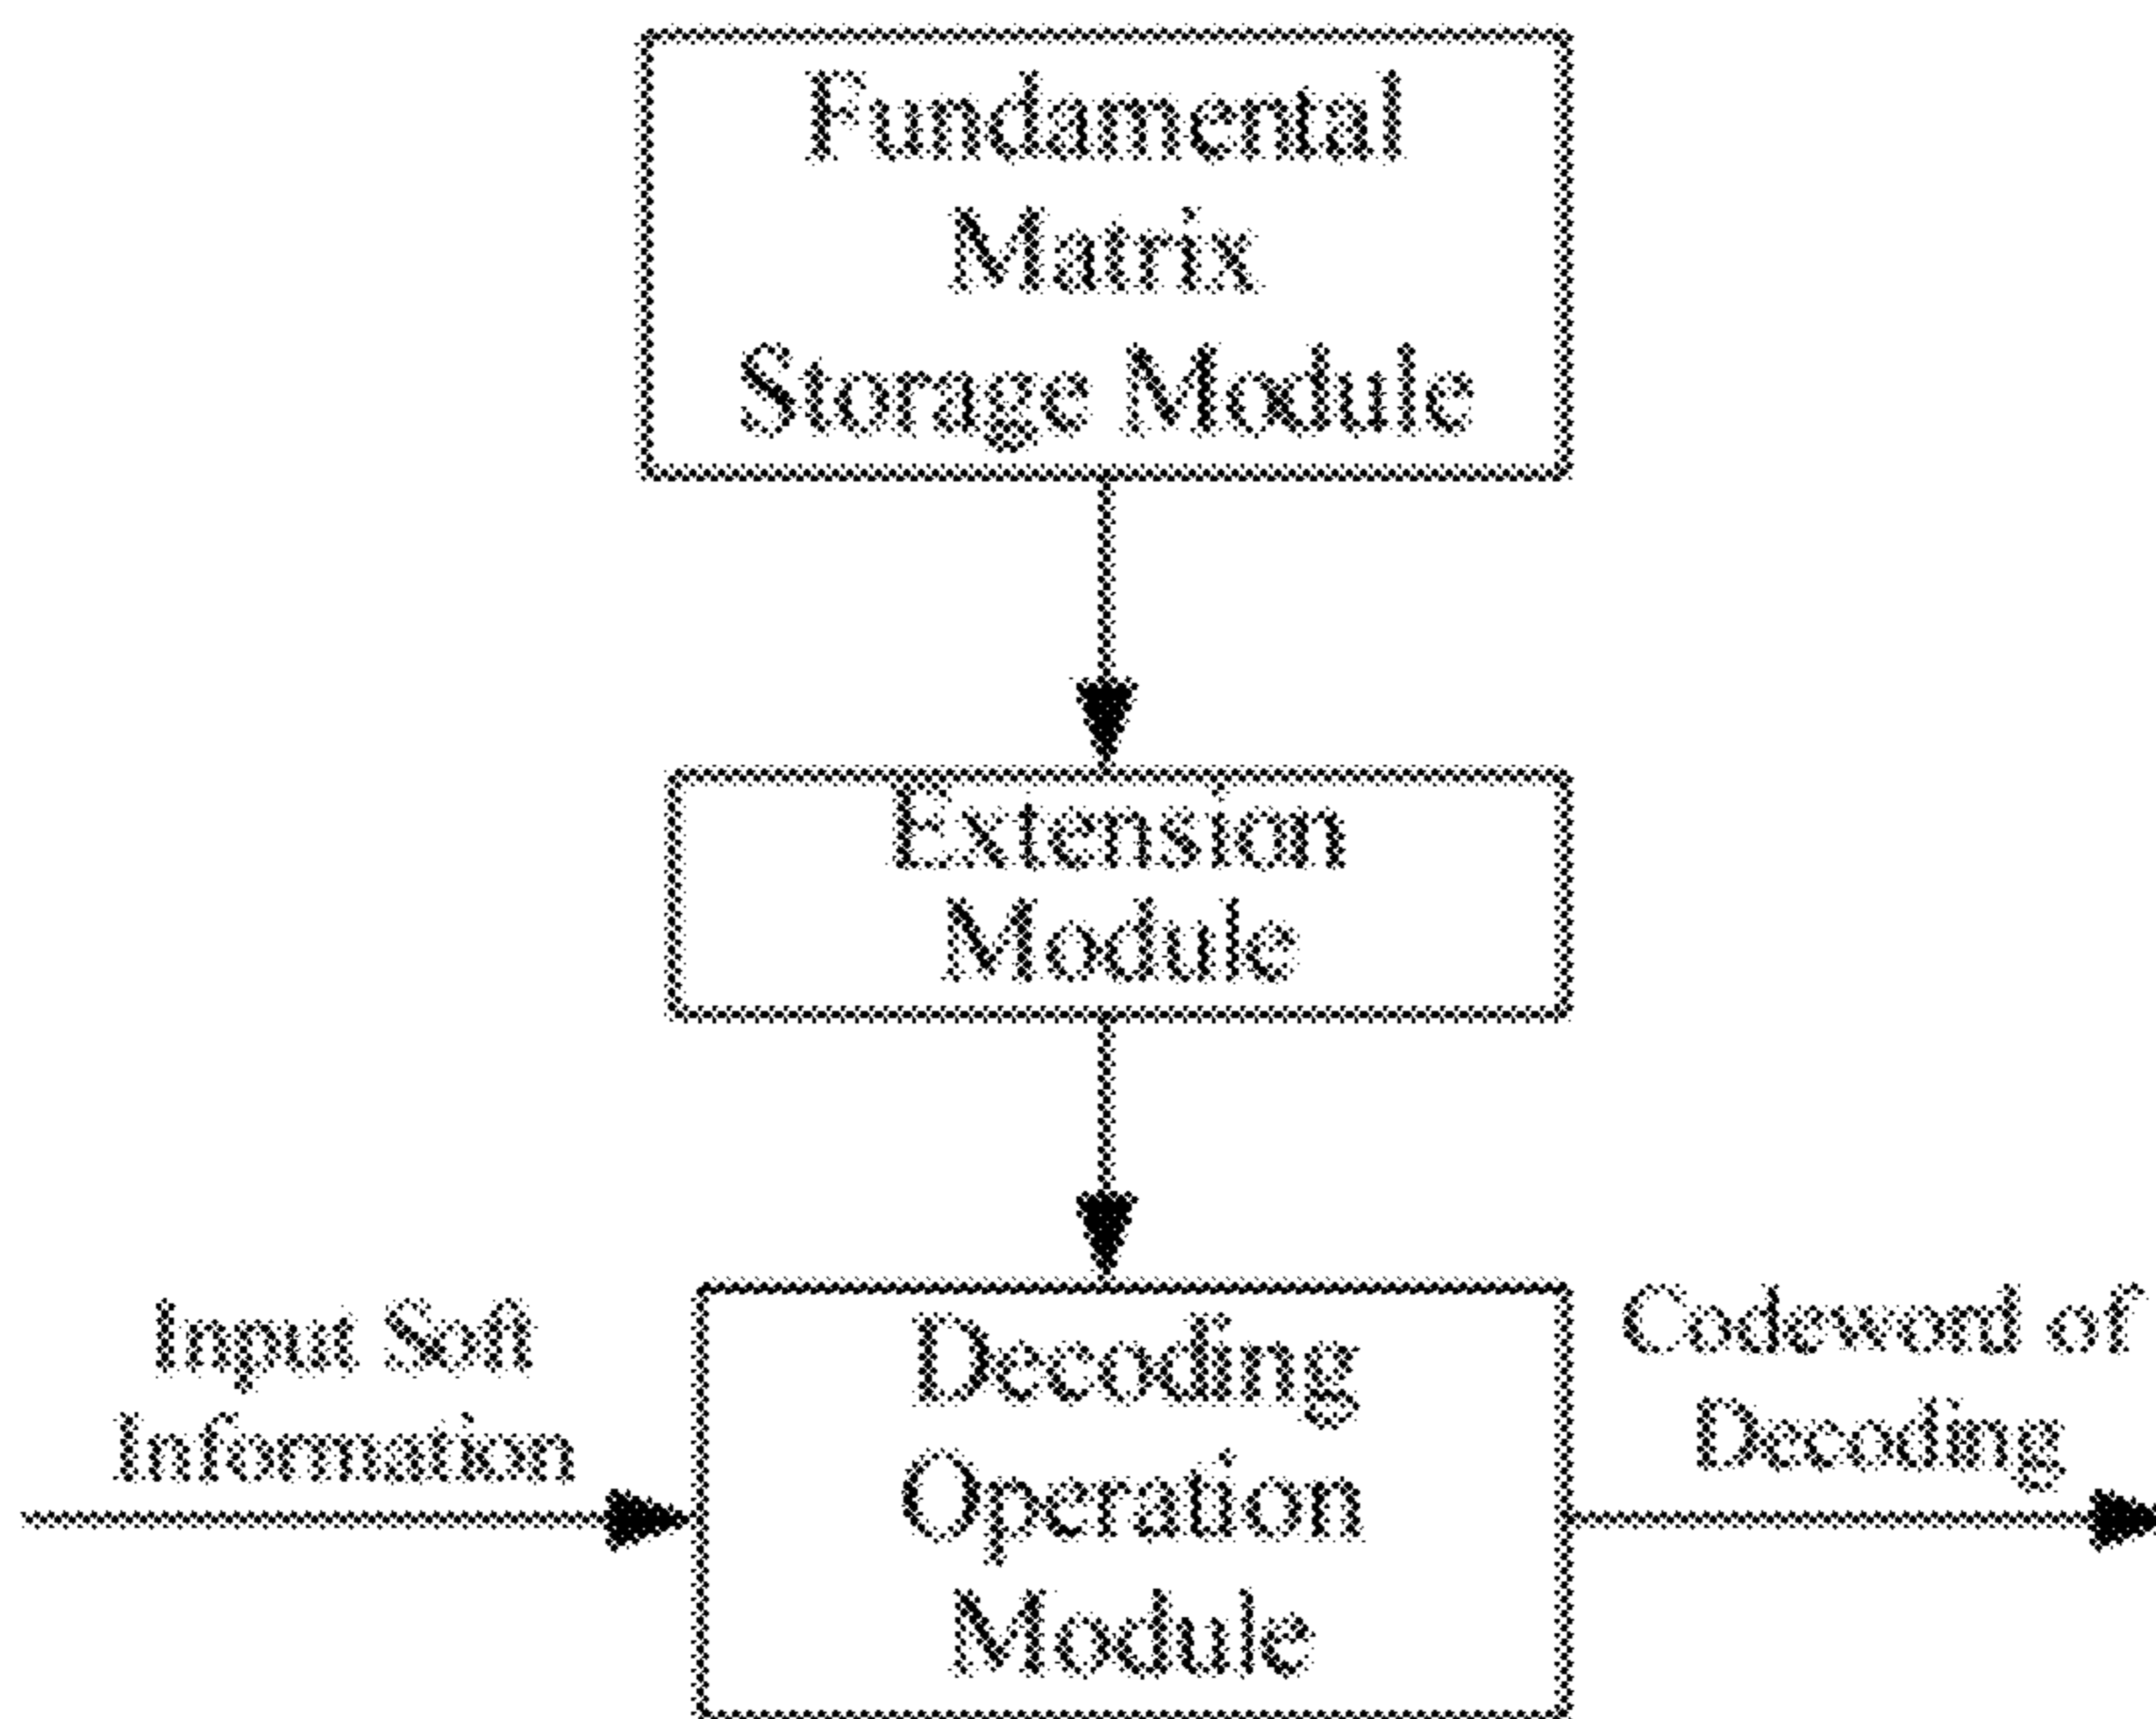 Fundamental
Matrix
Storage Module
Extension
Module
Input Soft
Information
Decoding
Operation
Module
Codeword of
Decoding